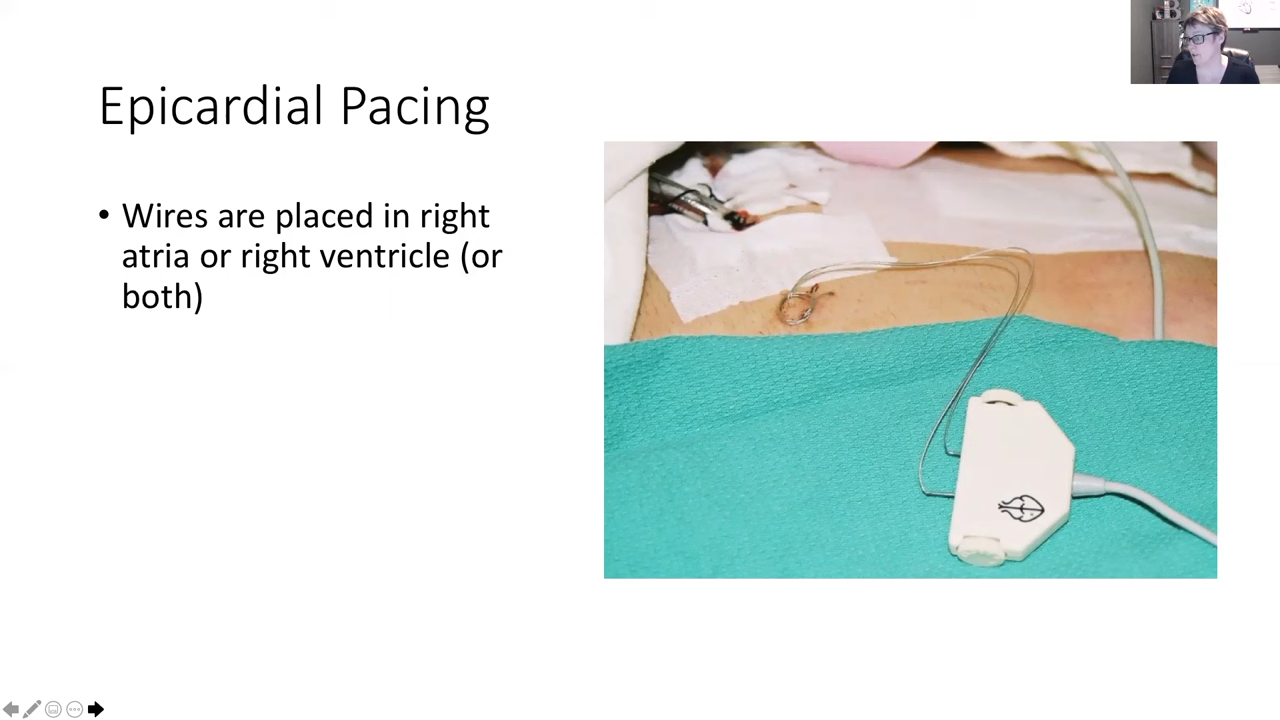 Epicardial Pacing
• Wires are placed in right
atria or right ventricle (or
both)